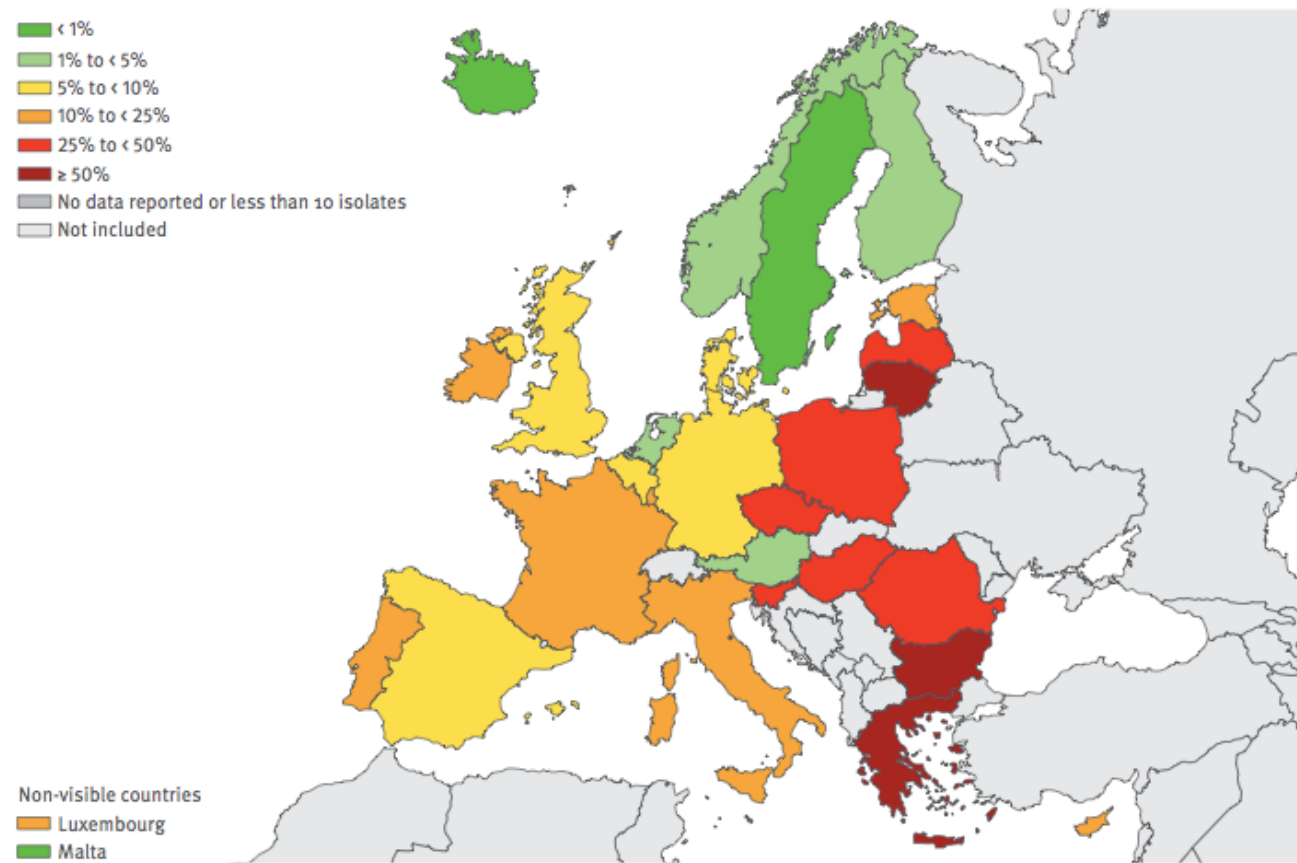 < 1%
1% to < 5%
5% to < 10%
10% to < 25%
25% to < 50%
≥ 50%
No data reported or less than 10 isolates
Not included
Non-visible countries
Luxembourg
Malta